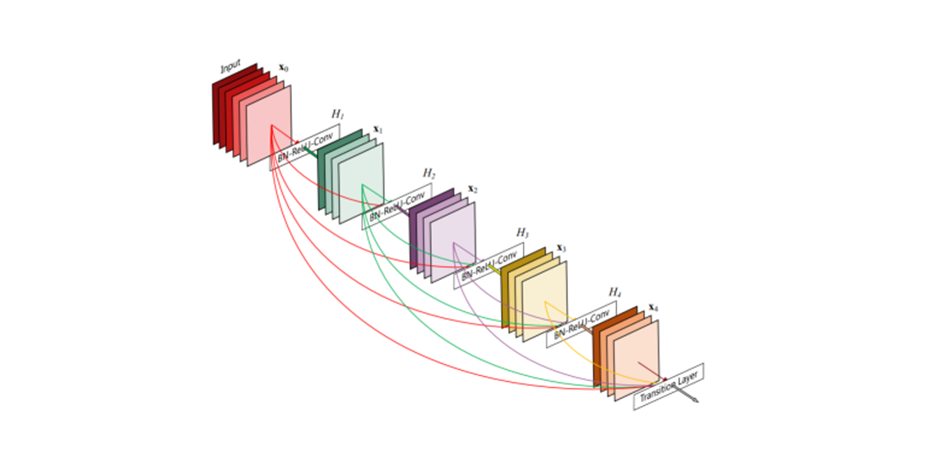 Input
x₀
H₁
BN-ReLU-Conv
x₁
H₂
BN-ReLU-Conv
x₂
H₃
BN-ReLU-Conv
x₃
H₄
BN-ReLU-Conv
x₄
Transition Layer